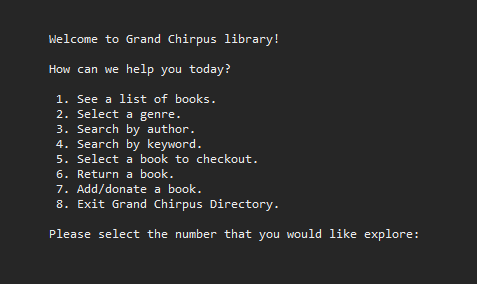 Welcome to Grand Chirpus library!
How can we help you today?
1. See a list of books.
2. Select a genre.
3. Search by author.
4. Search by keyword.
5. Select a book to checkout.
6. Return a book.
7. Add/donate a book.
8. Exit Grand Chirpus Directory.
Please select the number that you would like explore: